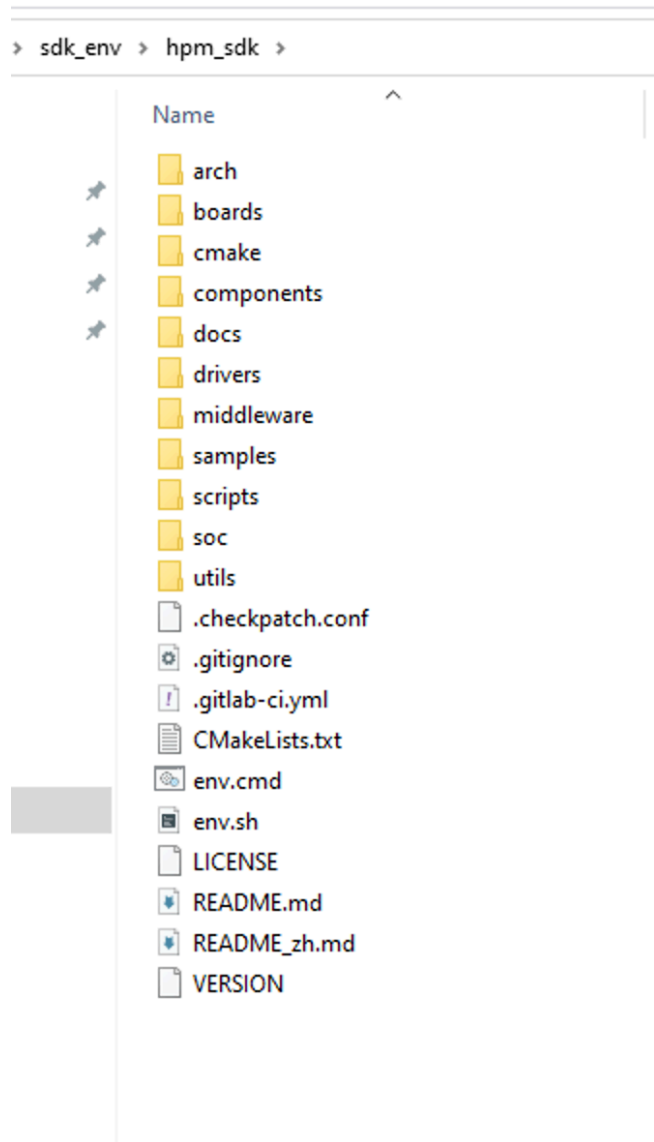 > sdk_env > hpm_sdk >
Name
arch
boards
cmake
components
docs
drivers
middleware
samples
scripts
soc
utils
.checkpatch.conf
.gitignore
.gitlab-ci.yml
CMakeLists.txt
env.cmd
env.sh
LICENSE
README.md
README_zh.md
VERSION